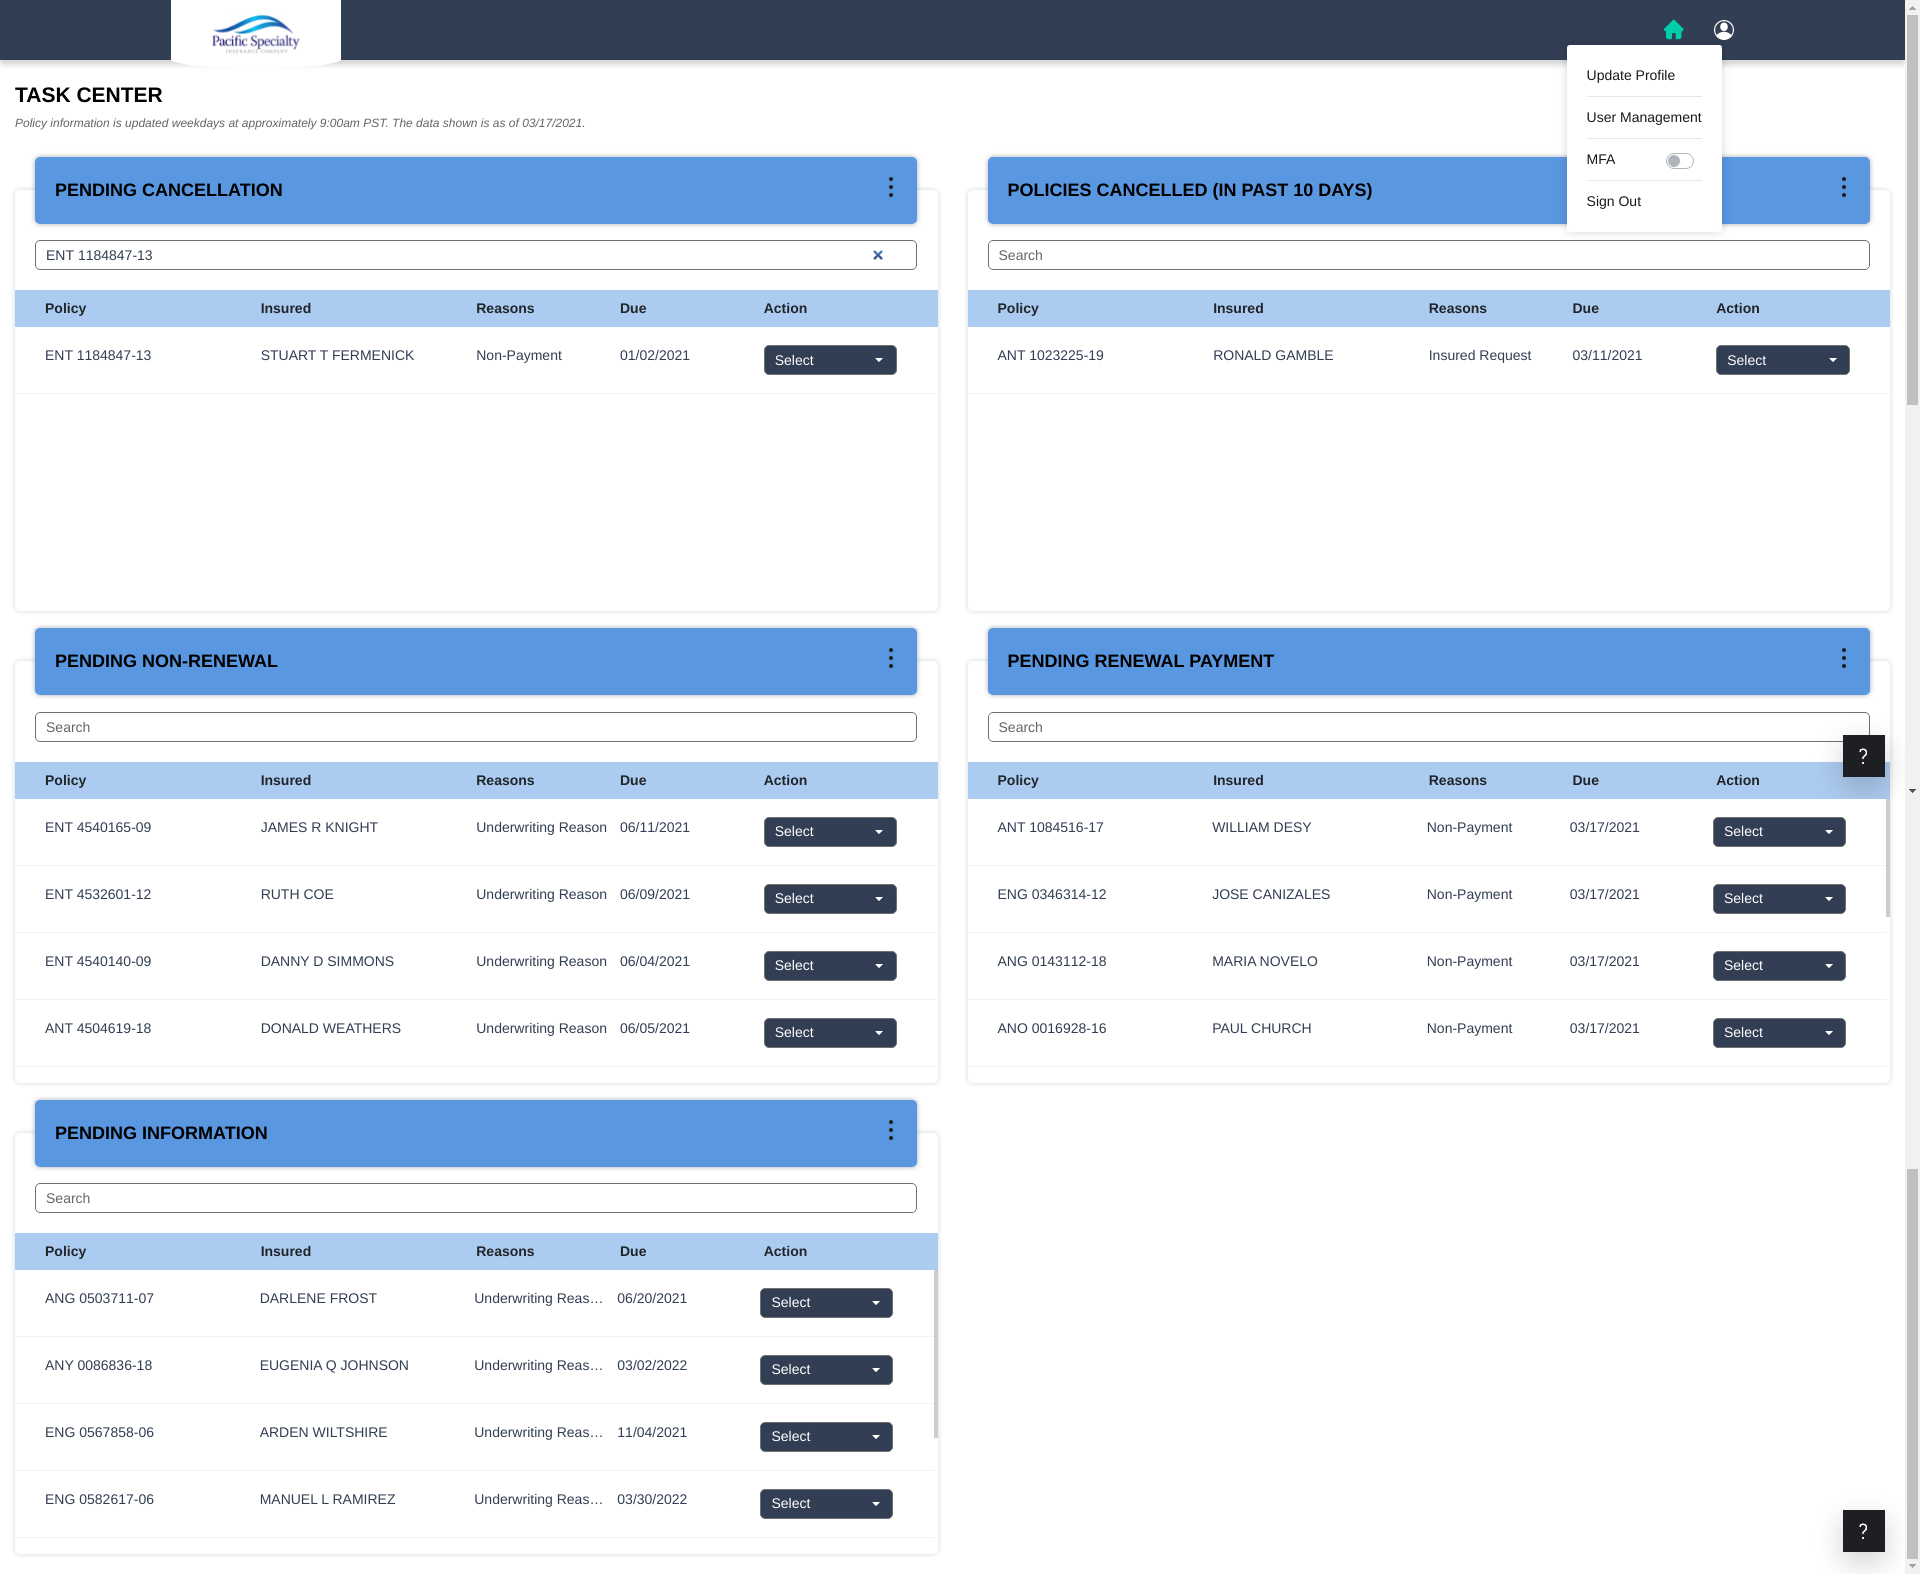 Pacific Specialty
INSURANCE COMPANY
Update Profile
User Management
MFA
Sign Out
TASK CENTER
Policy information is updated weekdays at approximately 9:00am PST. The data shown is as of 03/17/2021.
PENDING CANCELLATION
ENT 1184847-13
Policy Insured Reasons Due Action
ENT 1184847-13 STUART T FERMENICK Non-Payment 01/02/2021 Select
POLICIES CANCELLED (IN PAST 10 DAYS)
Search
Policy Insured Reasons Due Action
ANT 1023225-19 RONALD GAMBLE Insured Request 03/11/2021 Select
PENDING NON-RENEWAL
Search
Policy Insured Reasons Due Action
ENT 4540165-09 JAMES R KNIGHT Underwriting Reason 06/11/2021 Select
ENT 4532601-12 RUTH COE Underwriting Reason 06/09/2021 Select
ENT 4540140-09 DANNY D SIMMONS Underwriting Reason 06/04/2021 Select
ANT 4504619-18 DONALD WEATHERS Underwriting Reason 06/05/2021 Select
PENDING RENEWAL PAYMENT
Search
?
Policy Insured Reasons Due Action
ANT 1084516-17 WILLIAM DESY Non-Payment 03/17/2021 Select
ENG 0346314-12 JOSE CANIZALES Non-Payment 03/17/2021 Select
ANG 0143112-18 MARIA NOVELO Non-Payment 03/17/2021 Select
ANO 0016928-16 PAUL CHURCH Non-Payment 03/17/2021 Select
PENDING INFORMATION
Search
Policy Insured Reasons Due Action
ANG 0503711-07 DARLENE FROST Underwriting Reas... 06/20/2021 Select
ANY 0086836-18 EUGENIA Q JOHNSON Underwriting Reas... 03/02/2022 Select
ENG 0567858-06 ARDEN WILTSHIRE Underwriting Reas... 11/04/2021 Select
ENG 0582617-06 MANUEL L RAMIREZ Underwriting Reas... 03/30/2022 Select
?